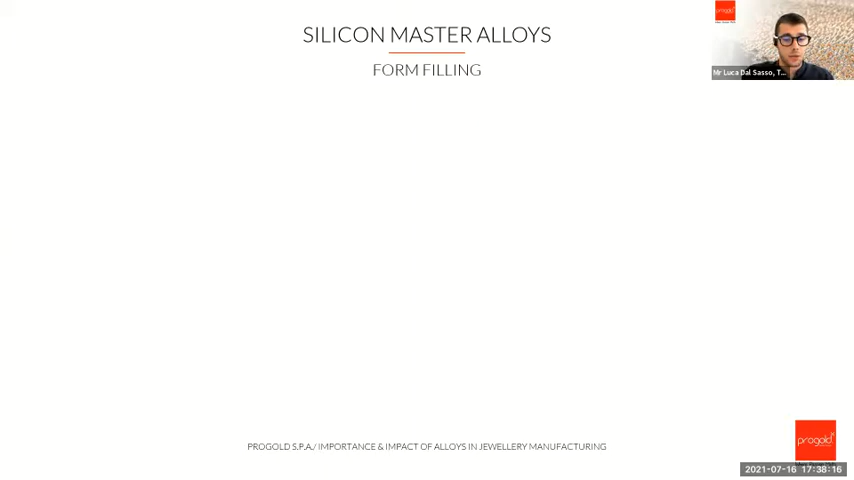 SILICON MASTER ALLOYS
FORM FILLING
progold
Mr Luca Dal Sasso, T...
PROGOLD S.P.A./ IMPORTANCE & IMPACT OF ALLOYS IN JEWELLERY MANUFACTURING
progold
2021-07-16 17:38:16